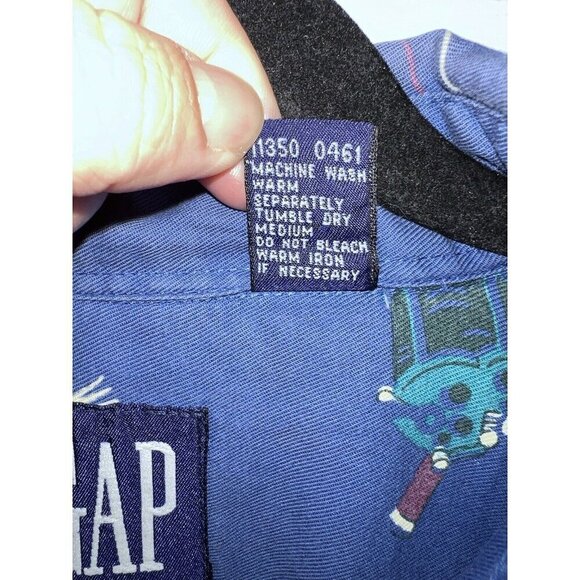 11350 0461
MACHINE WASH
WARM
SEPARATELY
TUMBLE DRY
MEDIUM
DO NOT BLEACH
WARM IRON
IF NECESSARY
GAP